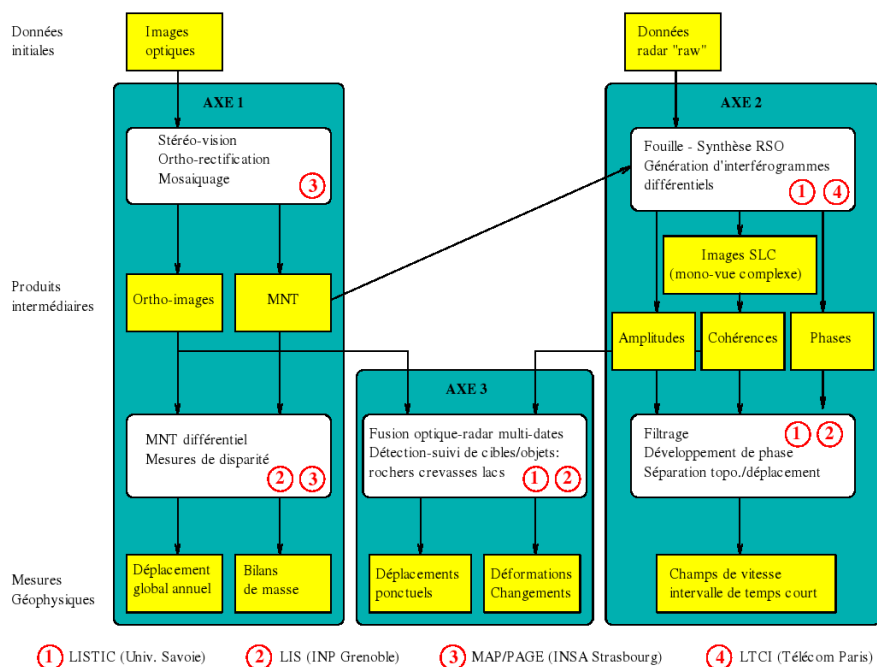 Données
initiales
Images
optiques
Données
radar "raw"
AXE 1
AXE 2
Stéréo-vision
Ortho-rectification
Mosaiquage
3
Fouille - Synthèse RSO
Génération d'interférogrammes
différentiels
1 4
Images SLC
(mono-vue complexe)
Produits
intermédiaires
Ortho-images
MNT
Amplitudes
Cohérences
Phases
AXE 3
MNT différentiel
Mesures de disparité
2 3
Fusion optique-radar multi-dates
Détection-suivi de cibles/objets:
rochers crevasses lacs
1 2
Filtrage
Développement de phase
Séparation topo./déplacement
1 2
Mesures
Géophysiques
Déplacement
global annuel
Bilans
de masse
Déplacements
ponctuels
Déformations
Changements
Champs de vitesse
intervalle de temps court
1 LISTIC (Univ. Savoie)
2 LIS (INP Grenoble)
3 MAP/PAGE (INSA Strasbourg)
4 LTCI (Télécom Paris)